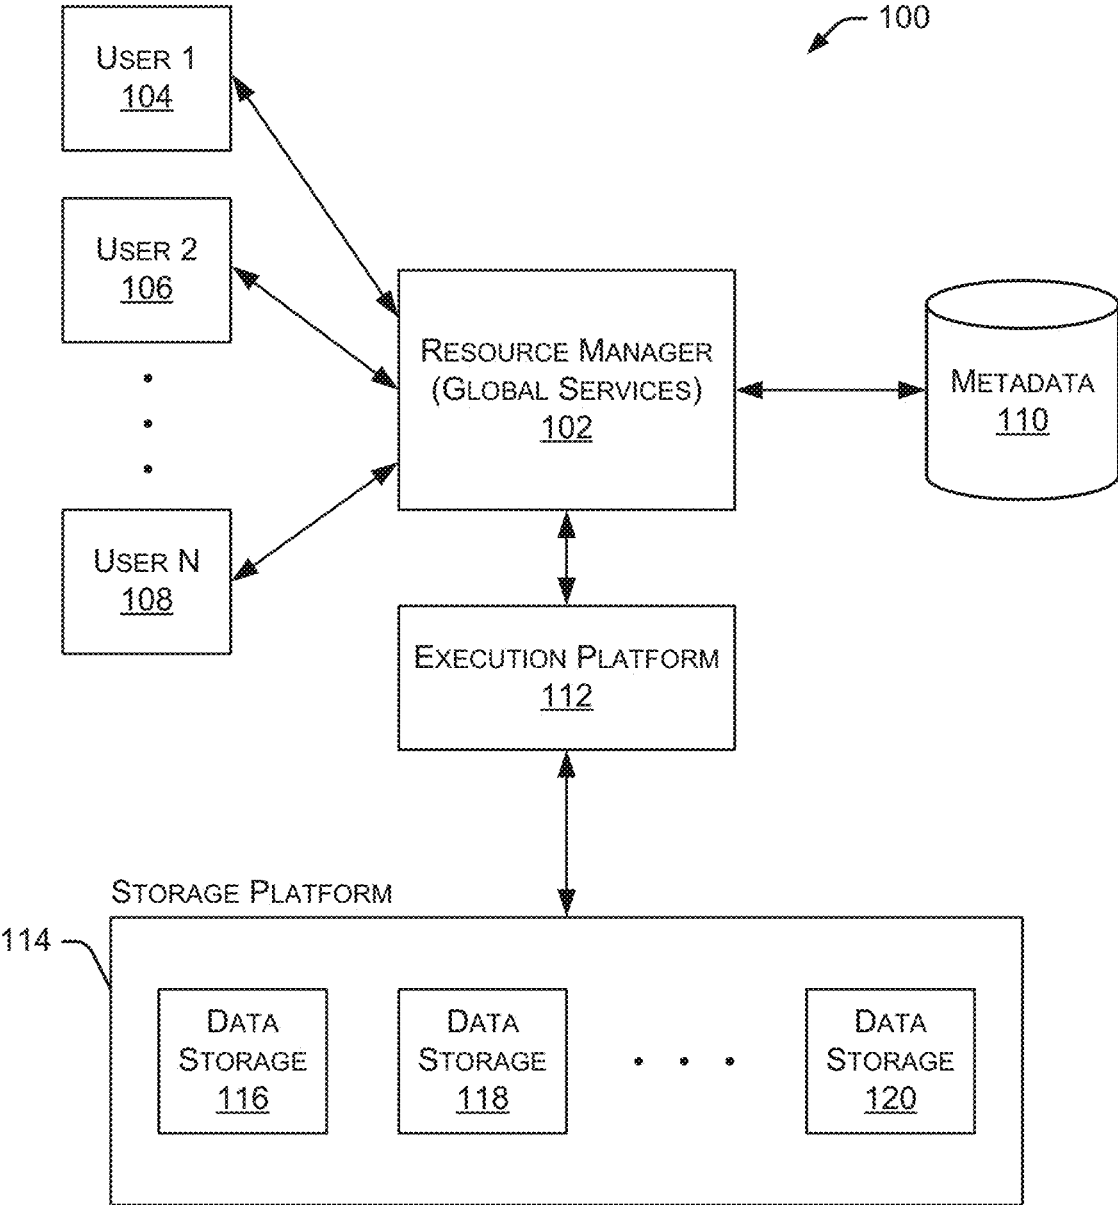 100
USER 1
104
USER 2
106
RESOURCE MANAGER
(GLOBAL SERVICES)
102
METADATA
110
USER N
108
EXECUTION PLATFORM
112
STORAGE PLATFORM
114
DATA
STORAGE
116
DATA
STORAGE
118
DATA
STORAGE
120